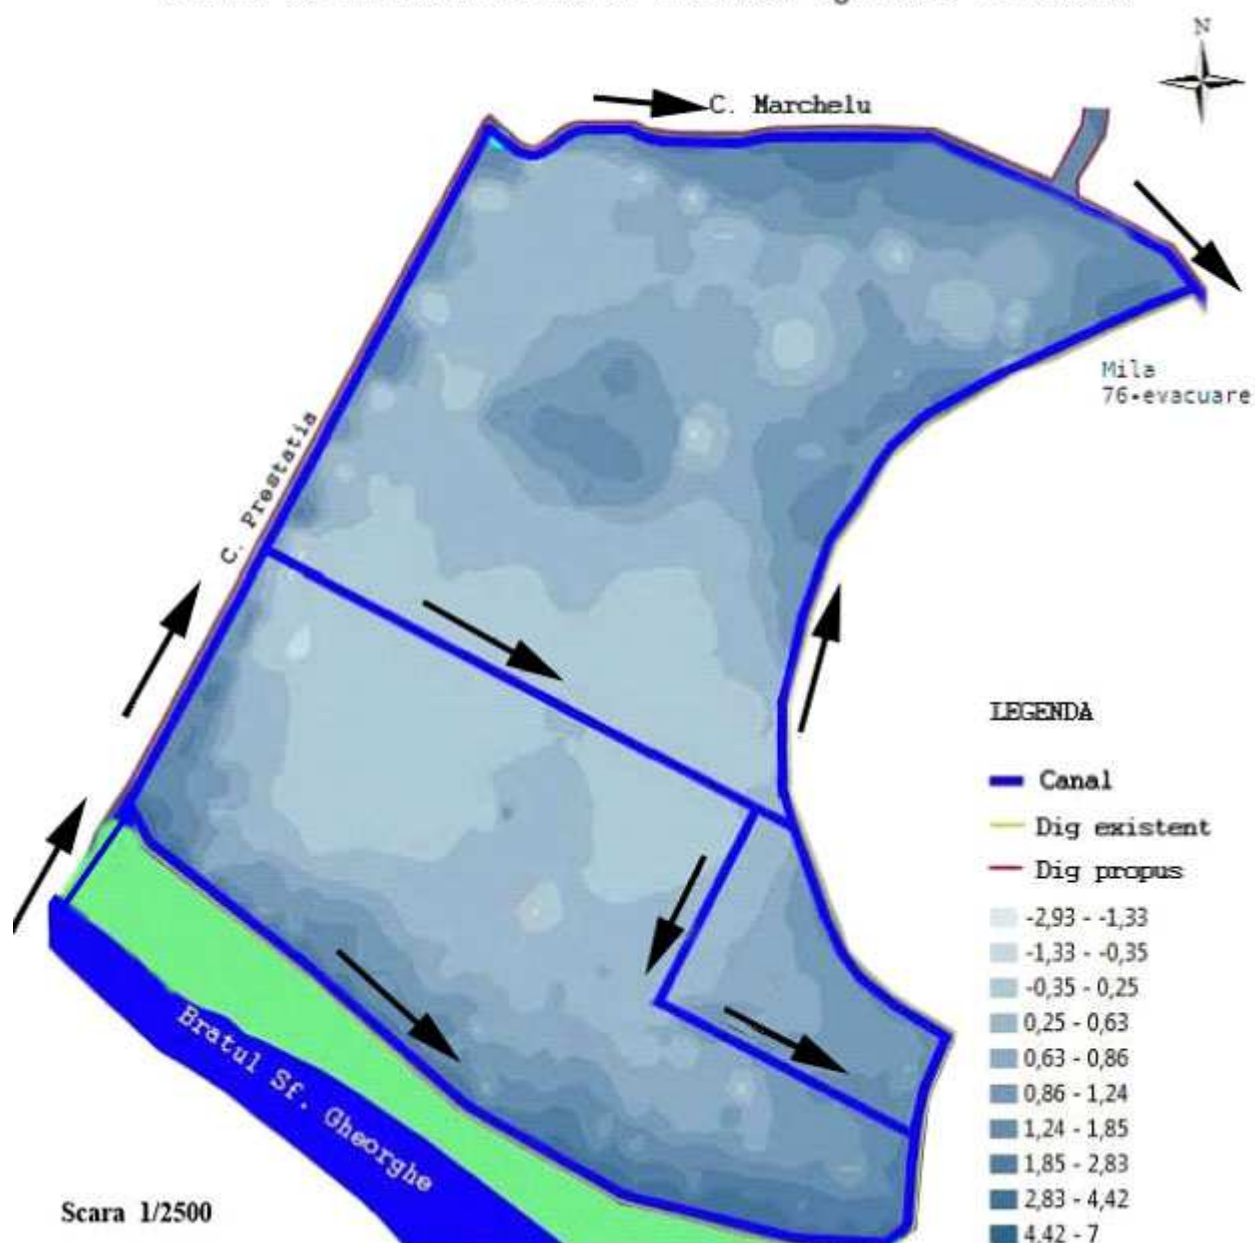 N
C. Marchelu
Mila
76-evacuare
C. Prestatia
LEGENDA
Canal
Dig existent
Dig propus
-2,93 - -1,33
-1,33 - -0,35
-0,35 - 0,25
0,25 - 0,63
0,63 - 0,86
0,86 - 1,24
1,24 - 1,85
1,85 - 2,83
2,83 - 4,42
4,42 - 7
Bratul Sf. Gheorghe
Scara 1/2500